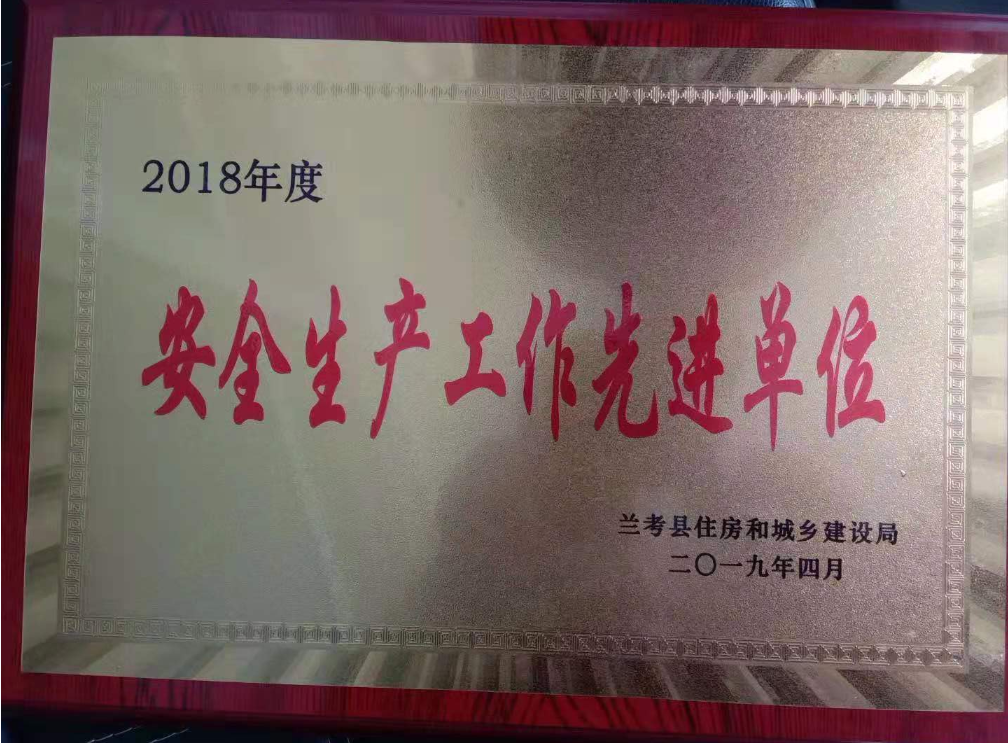 2018年度
安全生产工作先进单位
兰考县住房和城乡建设局
二〇一九年四月